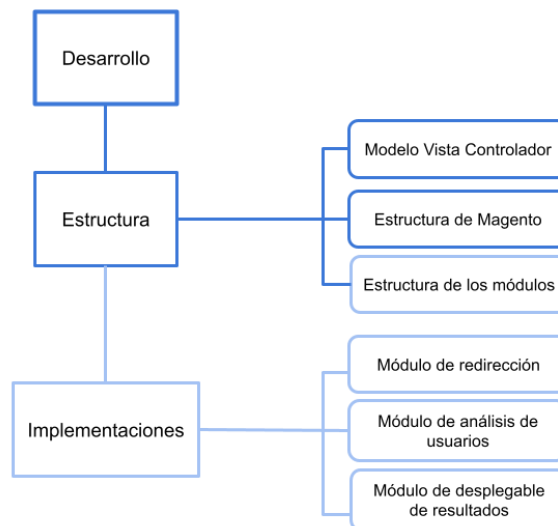 Desarrollo
Modelo Vista Controlador
Estructura
Estructura de Magento
Estructura de los módulos
Módulo de redirección
Implementaciones
Módulo de análisis de
usuarios
Módulo de desplegable
de resultados